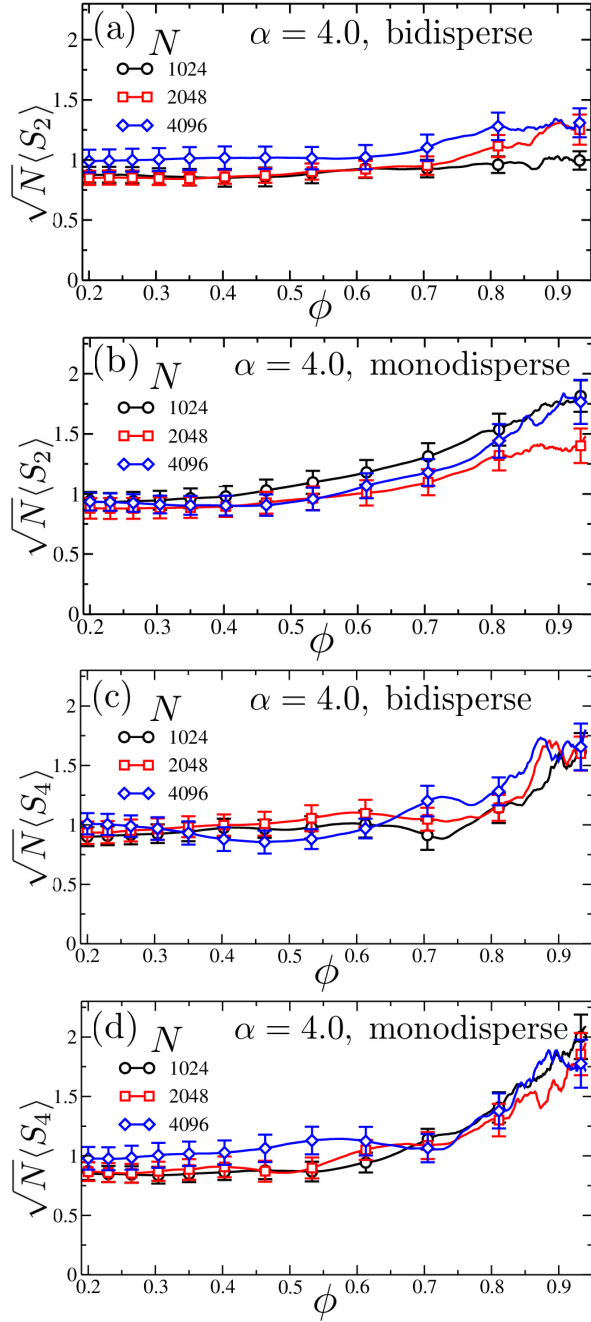 (a) N α = 4.0, bidisperse
1024
2048
4096
√N⟨S₂⟩
2
1.5
1
0.5
0
0.2 0.3 0.4 0.5 0.6 0.7 0.8 0.9
ϕ
(b) N α = 4.0, monodisperse
1024
2048
4096
√N⟨S₂⟩
2
1.5
1
0.5
0
0.2 0.3 0.4 0.5 0.6 0.7 0.8 0.9
ϕ
(c) N α = 4.0, bidisperse
1024
2048
4096
√N⟨S₄⟩
2
1.5
1
0.5
0
0.2 0.3 0.4 0.5 0.6 0.7 0.8 0.9
ϕ
(d) N α = 4.0, monodisperse
1024
2048
4096
√N⟨S₄⟩
2
1.5
1
0.5
0
0.2 0.3 0.4 0.5 0.6 0.7 0.8 0.9
ϕ